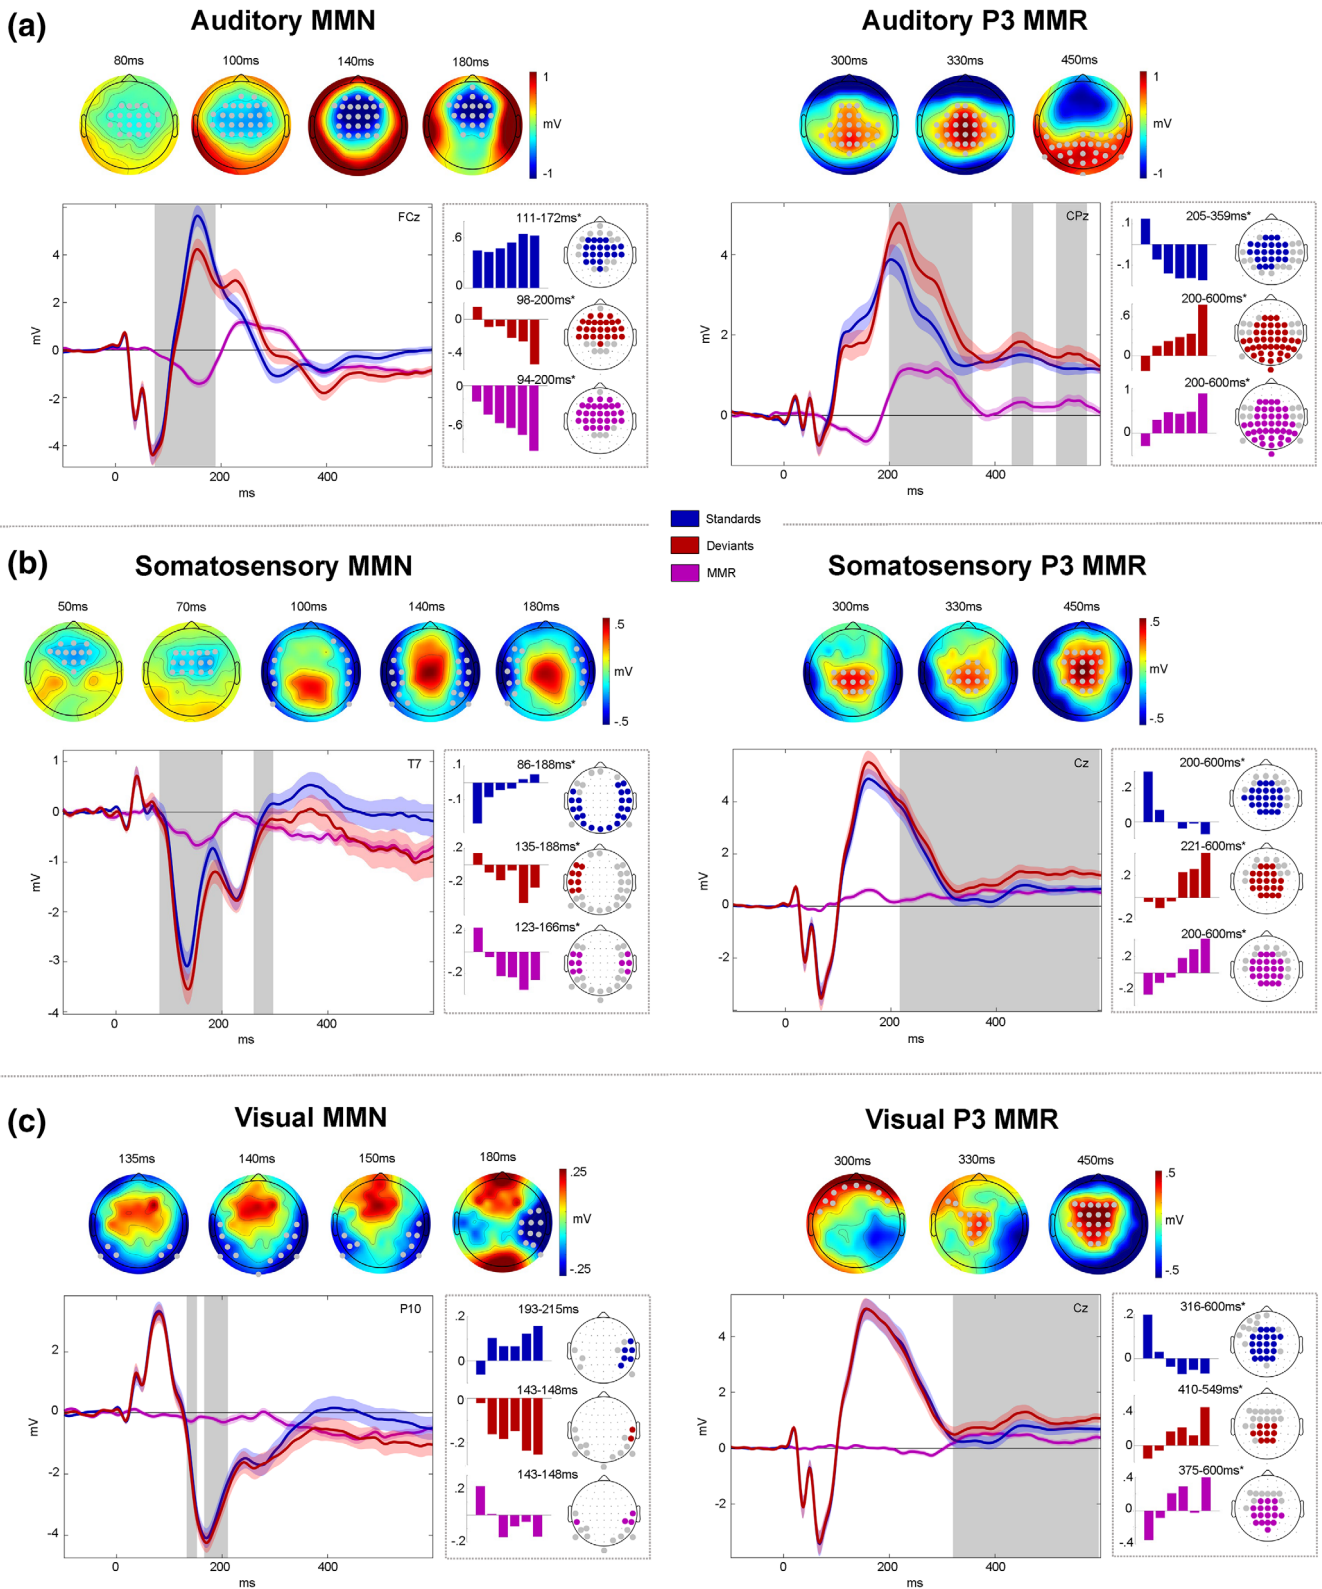 (a)
Auditory MMN
80ms 100ms 140ms 180ms
1
mV
-1
FCz
4
2
0
-2
-4
mV
0 200 400
ms
111-172ms*
.6
0
98-200ms*
0
-.4
94-200ms*
0
-.6
Auditory P3 MMR
300ms 330ms 450ms
1
mV
-1
CPz
4
2
0
mV
0 200 400
ms
205-359ms*
.1
-.1
200-600ms*
.6
0
200-600ms*
1
0
Standards
Deviants
MMR
(b)
Somatosensory MMN
50ms 70ms 100ms 140ms 180ms
.5
mV
-.5
T7
1
0
-1
-2
-3
-4
mV
0 200 400
ms
86-188ms*
.1
-.1
135-188ms*
.2
-.2
123-166ms*
.2
-.2
Somatosensory P3 MMR
300ms 330ms 450ms
.5
mV
-.5
Cz
4
2
0
-2
mV
0 200 400
ms
200-600ms*
.2
0
221-600ms*
.2
-.2
200-600ms*
.2
-.2
(c)
Visual MMN
135ms 140ms 150ms 180ms
.25
mV
-.25
P10
2
0
-2
-4
mV
0 200 400
ms
193-215ms
.2
0
143-148ms
0
-.2
143-148ms
.2
-.2
Visual P3 MMR
300ms 330ms 450ms
.5
mV
-.5
Cz
4
2
0
-2
mV
0 200 400
ms
316-600ms*
.2
0
410-549ms*
.4
0
375-600ms*
.4
0
-.4